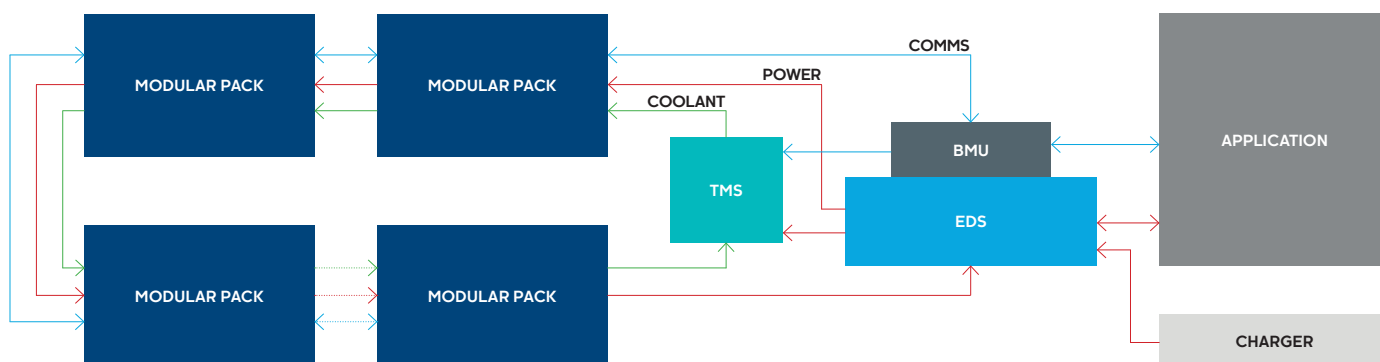 COMMS
MODULAR PACK
MODULAR PACK
POWER
COOLANT
BMU
APPLICATION
TMS
EDS
MODULAR PACK
MODULAR PACK
CHARGER